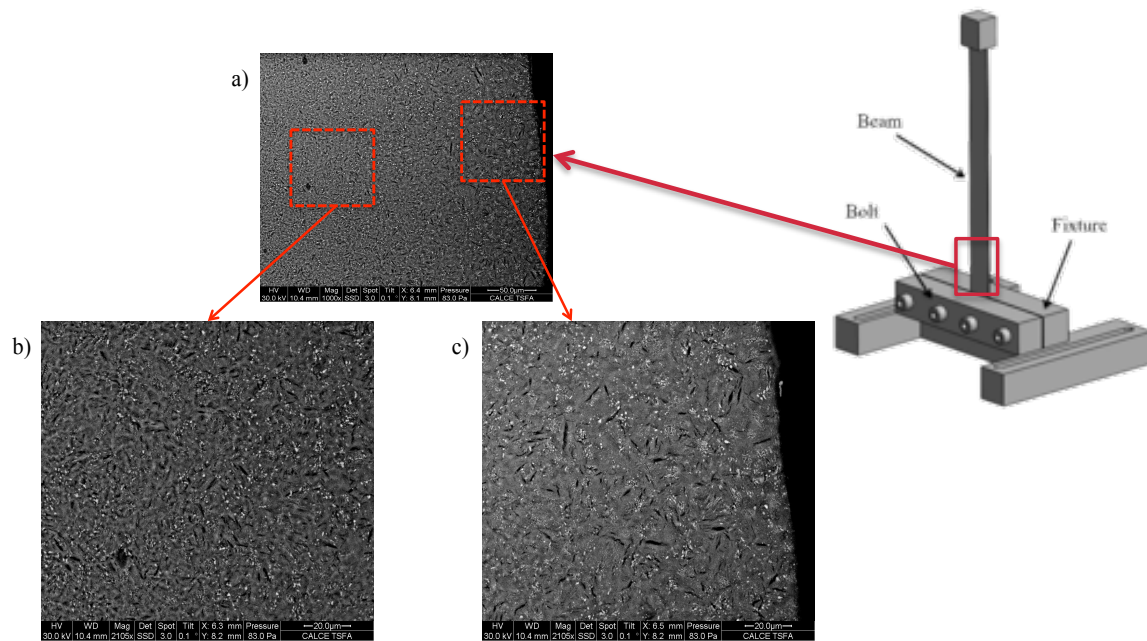 a)
HV WD Mag Det Spot Tilt X: 6.4 mm Pressure 50.0µm
30.0 kV 10.4 mm 1000x SSD 3.0 0.1 ° Y: 8.1 mm 83.0 Pa CALCE TSFA
Beam
Bolt
Fixture
b)
HV WD Mag Det Spot Tilt X: 6.3 mm Pressure 20.0µm
30.0 kV 10.4 mm 2105x SSD 3.0 0.1 ° Y: 8.2 mm 83.0 Pa CALCE TSFA
c)
HV WD Mag Det Spot Tilt X: 6.5 mm Pressure 20.0µm
30.0 kV 10.4 mm 2105x SSD 3.0 0.1 ° Y: 8.2 mm 83.0 Pa CALCE TSFA